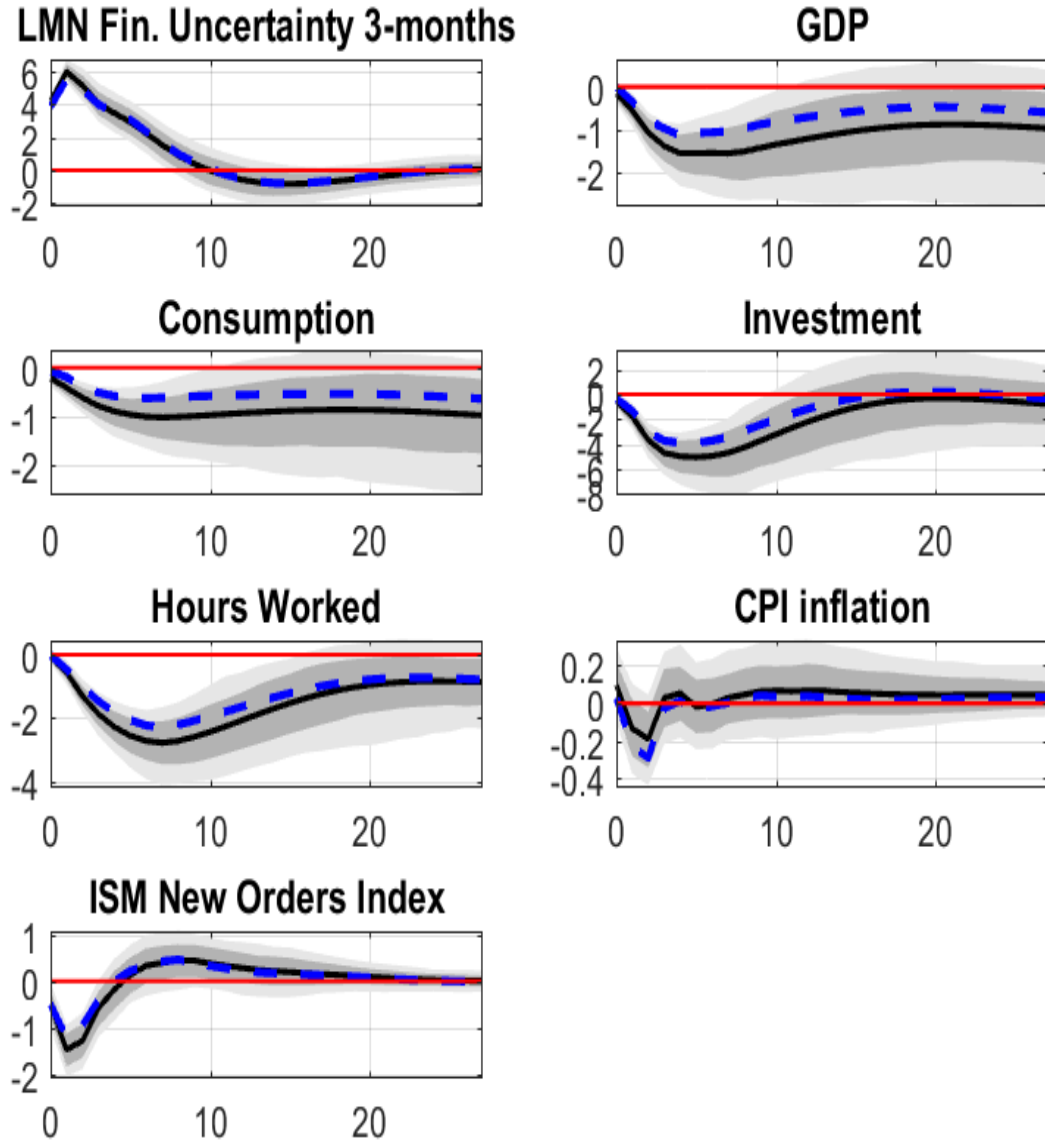 LMN Fin. Uncertainty 3-months
6
4
2
0
-2
0 10 20
GDP
0
-1
-2
0 10 20
Consumption
0
-1
-2
0 10 20
Investment
2
0
-2
-4
-6
-8
0 10 20
Hours Worked
0
-2
-4
0 10 20
CPI inflation
0.2
0
-0.2
-0.4
0 10 20
ISM New Orders Index
1
0
-1
-2
0 10 20